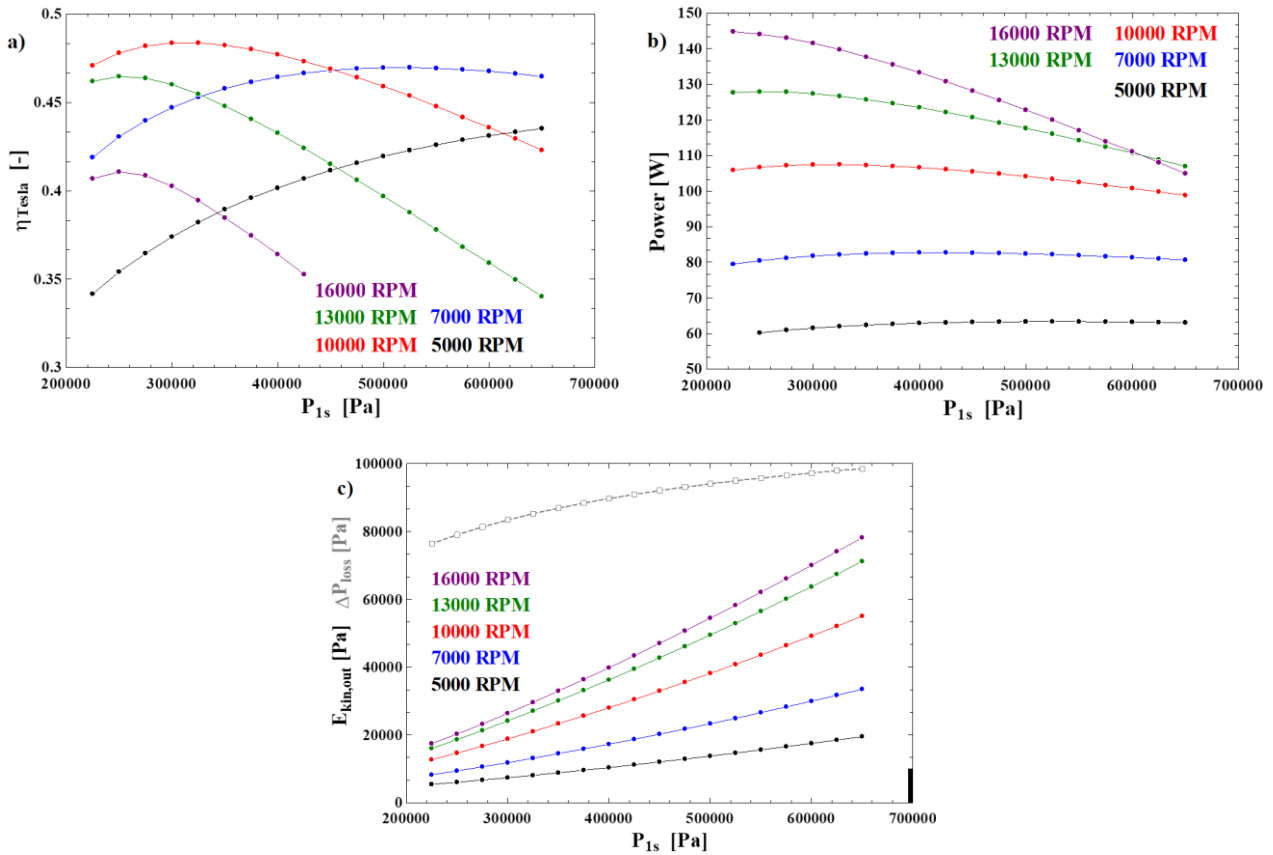 a)
0.5
0.45
0.4
0.35
0.3
η Tesla [-]
16000 RPM
13000 RPM 7000 RPM
10000 RPM 5000 RPM
200000 300000 400000 500000 600000 700000
P1s [Pa]
b)
150
140
130
120
110
100
90
80
70
60
50
Power [W]
16000 RPM 10000 RPM
13000 RPM 7000 RPM
5000 RPM
200000 300000 400000 500000 600000 700000
P1s [Pa]
c)
100000
80000
60000
40000
20000
0
Ekin,out [Pa] ΔPloss [Pa]
16000 RPM
13000 RPM
10000 RPM
7000 RPM
5000 RPM
200000 300000 400000 500000 600000 700000
P1s [Pa]